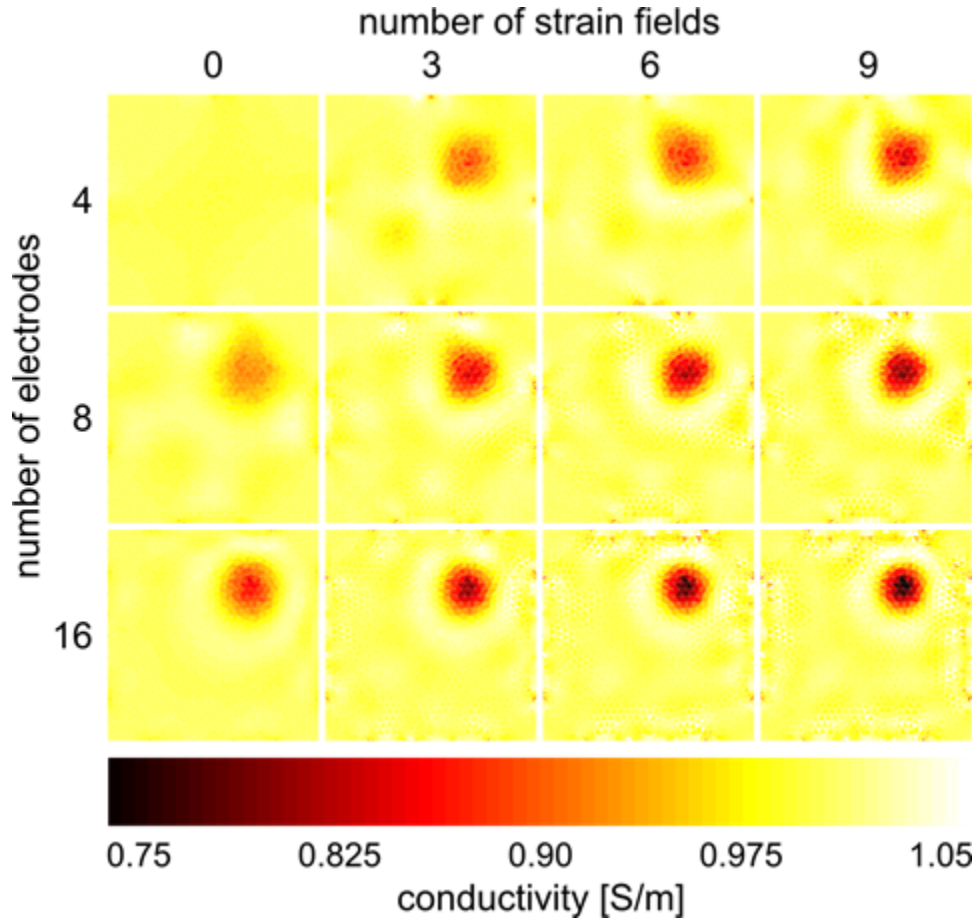 number of strain fields
0 3 6 9
number of electrodes
4
8
16
0.75 0.825 0.90 0.975 1.05
conductivity [S/m]